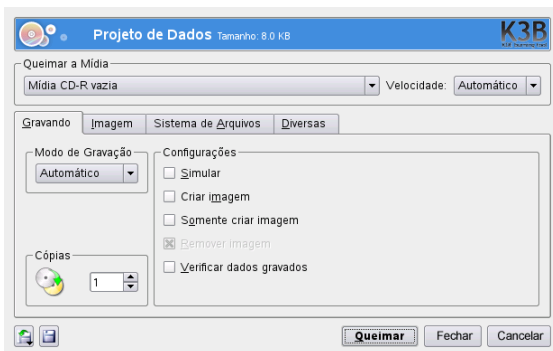 Projeto de Dados Tamanho: 8.0 KB
K3B
Queimar a Mídia
Mídia CD-R vazia
Velocidade: Automático
Gravando Imagem Sistema de Arquivos Diversas
Modo de Gravação
Automático
Configurações
Simular
Criar imagem
Somente criar imagem
Remover imagem
Verificar dados gravados
Cópias
1
Queimar Fechar Cancelar